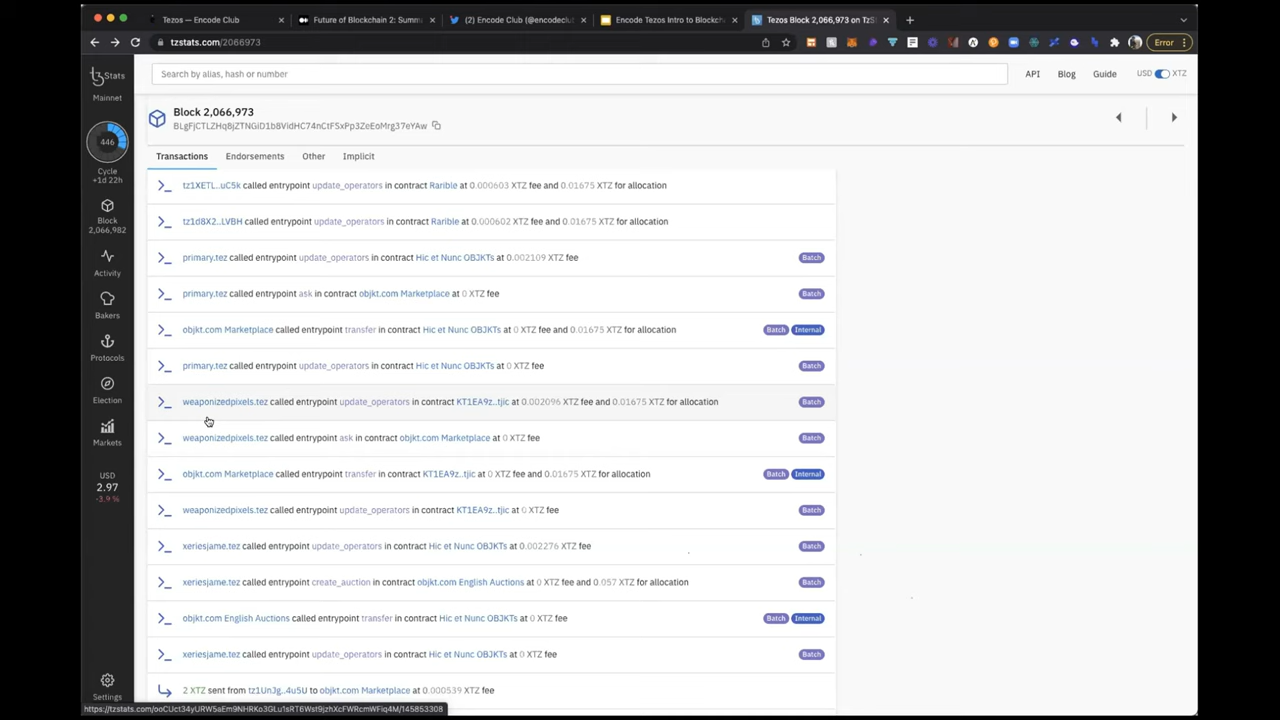 Tezos — Encode Club
Future of Blockchain 2: Summ
(2) Encode Club (@encodeclu
Encode Tezos Intro to Blockch
Tezos Block 2,066,973 on TzS
tzstats.com/2066973
Error
Stats
Mainnet
Search by alias, hash or number
API
Blog
Guide
USD
XTZ
446
Cycle
+1d 22h
Block
2,066,982
Activity
Bakers
Protocols
Election
Markets
USD
2.97
-3.9 %
Settings
Block 2,066,973
Transactions
Endorsements
Other
Implicit
tz1XETL..uC5k called entrypoint update_operators in contract Rarible at 0.000603 XTZ fee and 0.01675 XTZ for allocation
tz1d8X2..LVBH called entrypoint update_operators in contract Rarible at 0.000602 XTZ fee and 0.01675 XTZ for allocation
primary.tez called entrypoint update_operators in contract Hic et Nunc OBJKTs at 0.002109 XTZ fee Batch
primary.tez called entrypoint ask in contract objkt.com Marketplace at 0 XTZ fee Batch
objkt.com Marketplace called entrypoint transfer in contract Hic et Nunc OBJKTs at 0 XTZ fee and 0.01675 XTZ for allocation Batch Internal
primary.tez called entrypoint update_operators in contract Hic et Nunc OBJKTs at 0 XTZ fee Batch
weaponizedpixels.tez called entrypoint update_operators in contract KT1EA9z..tjic at 0.002096 XTZ fee and 0.01675 XTZ for allocation Batch
weaponizedpixels.tez called entrypoint ask in contract objkt.com Marketplace at 0 XTZ fee Batch
objkt.com Marketplace called entrypoint transfer in contract KT1EA9z..tjic at 0 XTZ fee and 0.01675 XTZ for allocation Batch Internal
weaponizedpixels.tez called entrypoint update_operators in contract KT1EA9z..tjic at 0 XTZ fee Batch
xeriesjame.tez called entrypoint update_operators in contract Hic et Nunc OBJKTs at 0.002276 XTZ fee Batch
xeriesjame.tez called entrypoint create_auction in contract objkt.com English Auctions at 0 XTZ fee and 0.057 XTZ for allocation Batch
objkt.com English Auctions called entrypoint transfer in contract Hic et Nunc OBJKTs at 0 XTZ fee Batch Internal
xeriesjame.tez called entrypoint update_operators in contract Hic et Nunc OBJKTs at 0 XTZ fee Batch
2 XTZ sent from tz1UnJg..4u5U to objkt.com Marketplace at 0.000539 XTZ fee